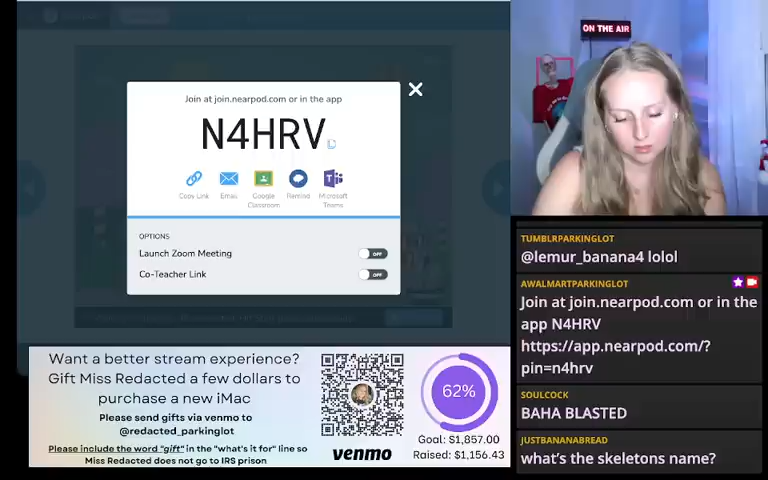 ON THE AIR
Join at join.nearpod.com or in the app
N4HRV
Copy Link
Email
Google
Classroom
Remind
Microsoft
Teams
OPTIONS
Launch Zoom Meeting
OFF
Co-Teacher Link
OFF
Want a better stream experience?
Gift Miss Redacted a few dollars to
purchase a new iMac
Please send gifts via venmo to
@redacted_parkinglot
Please include the word "gift" in the "what's it for" line so
Miss Redacted does not go to IRS prison
venmo
62%
Goal: $1,857.00
Raised: $1,156.43
TUMBLRPARKINGLOT
@lemur_banana4 lolol
AWALMARTPARKINGLOT
Join at join.nearpod.com or in the
app N4HRV
https://app.nearpod.com/?
pin=n4hrv
SOULCOCK
BAHA BLASTED
JUSTBANABREAD
what's the skeletons name?